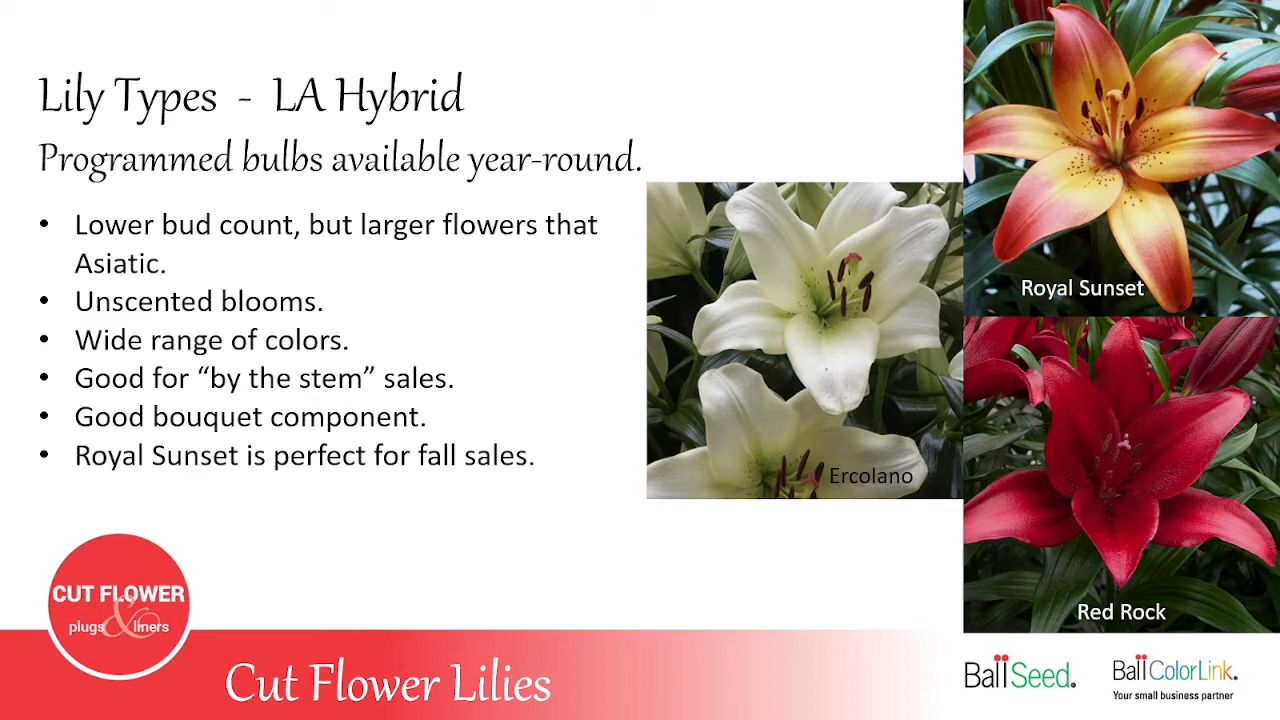 Lily Types - LA Hybrid
Programmed bulbs available year-round.
• Lower bud count, but larger flowers that
Asiatic.
• Unscented blooms.
• Wide range of colors.
• Good for “by the stem” sales.
• Good bouquet component.
• Royal Sunset is perfect for fall sales.
Royal Sunset
Ercolano
Red Rock
CUT FLOWER
plugs & liners
Cut Flower Lilies
Ball Seed.
Ball ColorLink.
Your small business partner